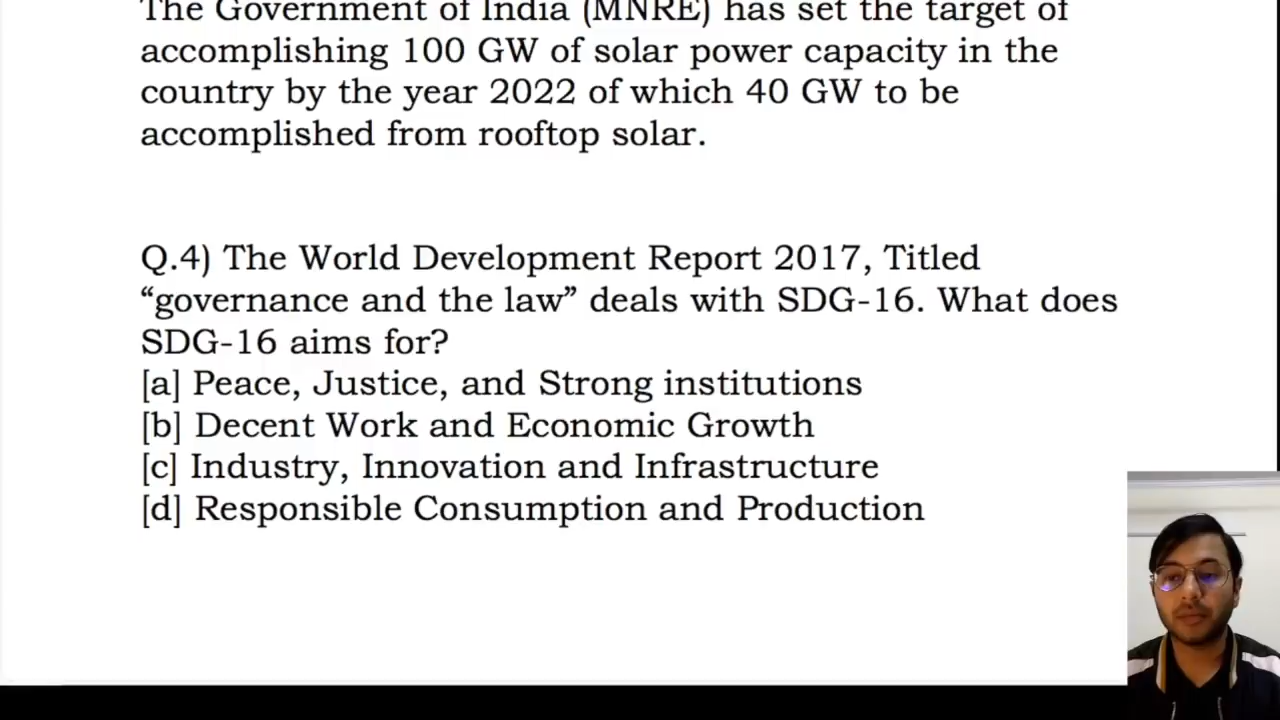 The Government of India (MNRE) has set the target of
accomplishing 100 GW of solar power capacity in the
country by the year 2022 of which 40 GW to be
accomplished from rooftop solar.
Q.4) The World Development Report 2017, Titled
“governance and the law” deals with SDG-16. What does
SDG-16 aims for?
[a] Peace, Justice, and Strong institutions
[b] Decent Work and Economic Growth
[c] Industry, Innovation and Infrastructure
[d] Responsible Consumption and Production